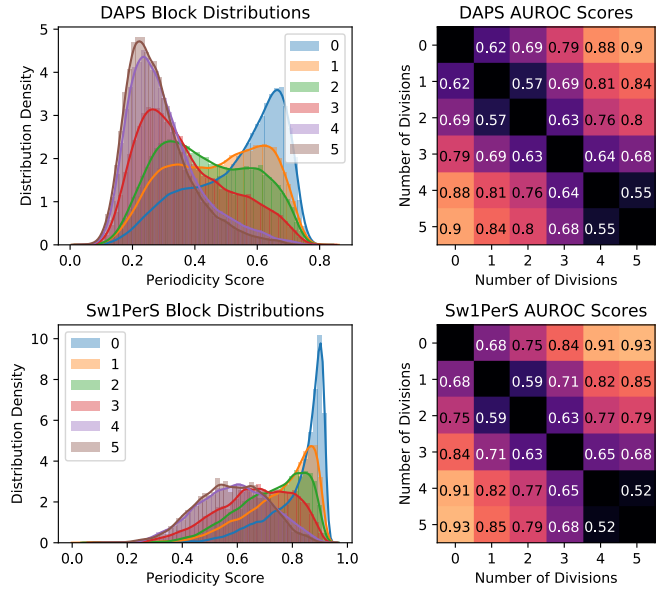 DAPS Block Distributions
5
4
3
2
1
0
Distribution Density
0
1
2
3
4
5
0.0 0.2 0.4 0.6 0.8
Periodicity Score
DAPS AUROC Scores
Number of Divisions
0 0.62 0.69 0.79 0.88 0.9
1 0.62 0.57 0.69 0.81 0.84
2 0.69 0.57 0.63 0.76 0.8
3 0.79 0.69 0.63 0.64 0.68
4 0.88 0.81 0.76 0.64 0.55
5 0.9 0.84 0.8 0.68 0.55
0 1 2 3 4 5
Number of Divisions
Sw1PerS Block Distributions
10
8
6
4
2
0
Distribution Density
0
1
2
3
4
5
0.0 0.2 0.4 0.6 0.8 1.0
Periodicity Score
Sw1PerS AUROC Scores
Number of Divisions
0 0.68 0.75 0.84 0.91 0.93
1 0.68 0.59 0.71 0.82 0.85
2 0.75 0.59 0.63 0.77 0.79
3 0.84 0.71 0.63 0.65 0.68
4 0.91 0.82 0.77 0.65 0.52
5 0.93 0.85 0.79 0.68 0.52
0 1 2 3 4 5
Number of Divisions